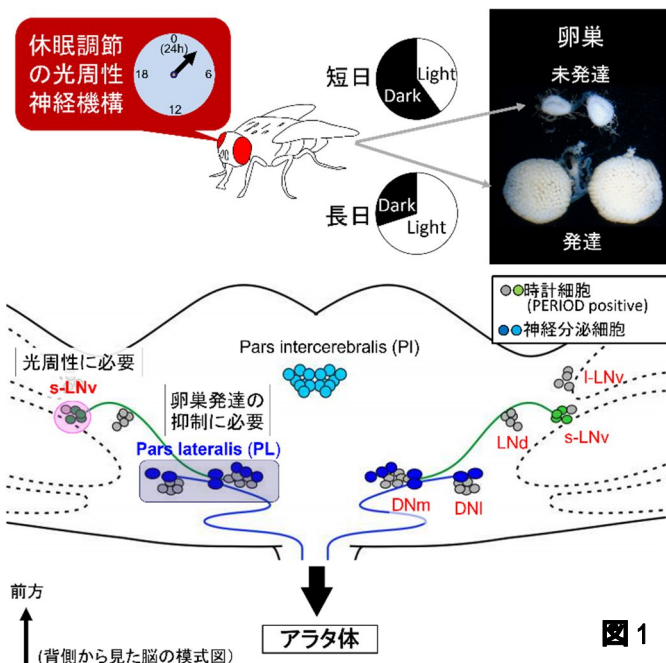 休眠調節
の光周性
神経機構
0
(24h)
18
6
12
短日
Light
Dark
長日
Dark
Light
卵巣
未発達
発達
時計細胞
(PERIOD positive)
神経分泌細胞
Pars intercerebralis (PI)
光周性に必要
s-LNv
卵巣発達の
抑制に必要
Pars lateralis (PL)
l-LNv
LNd
s-LNv
DNm
DNl
前方
(背側から見た脳の模式図)
アラタ体
図1